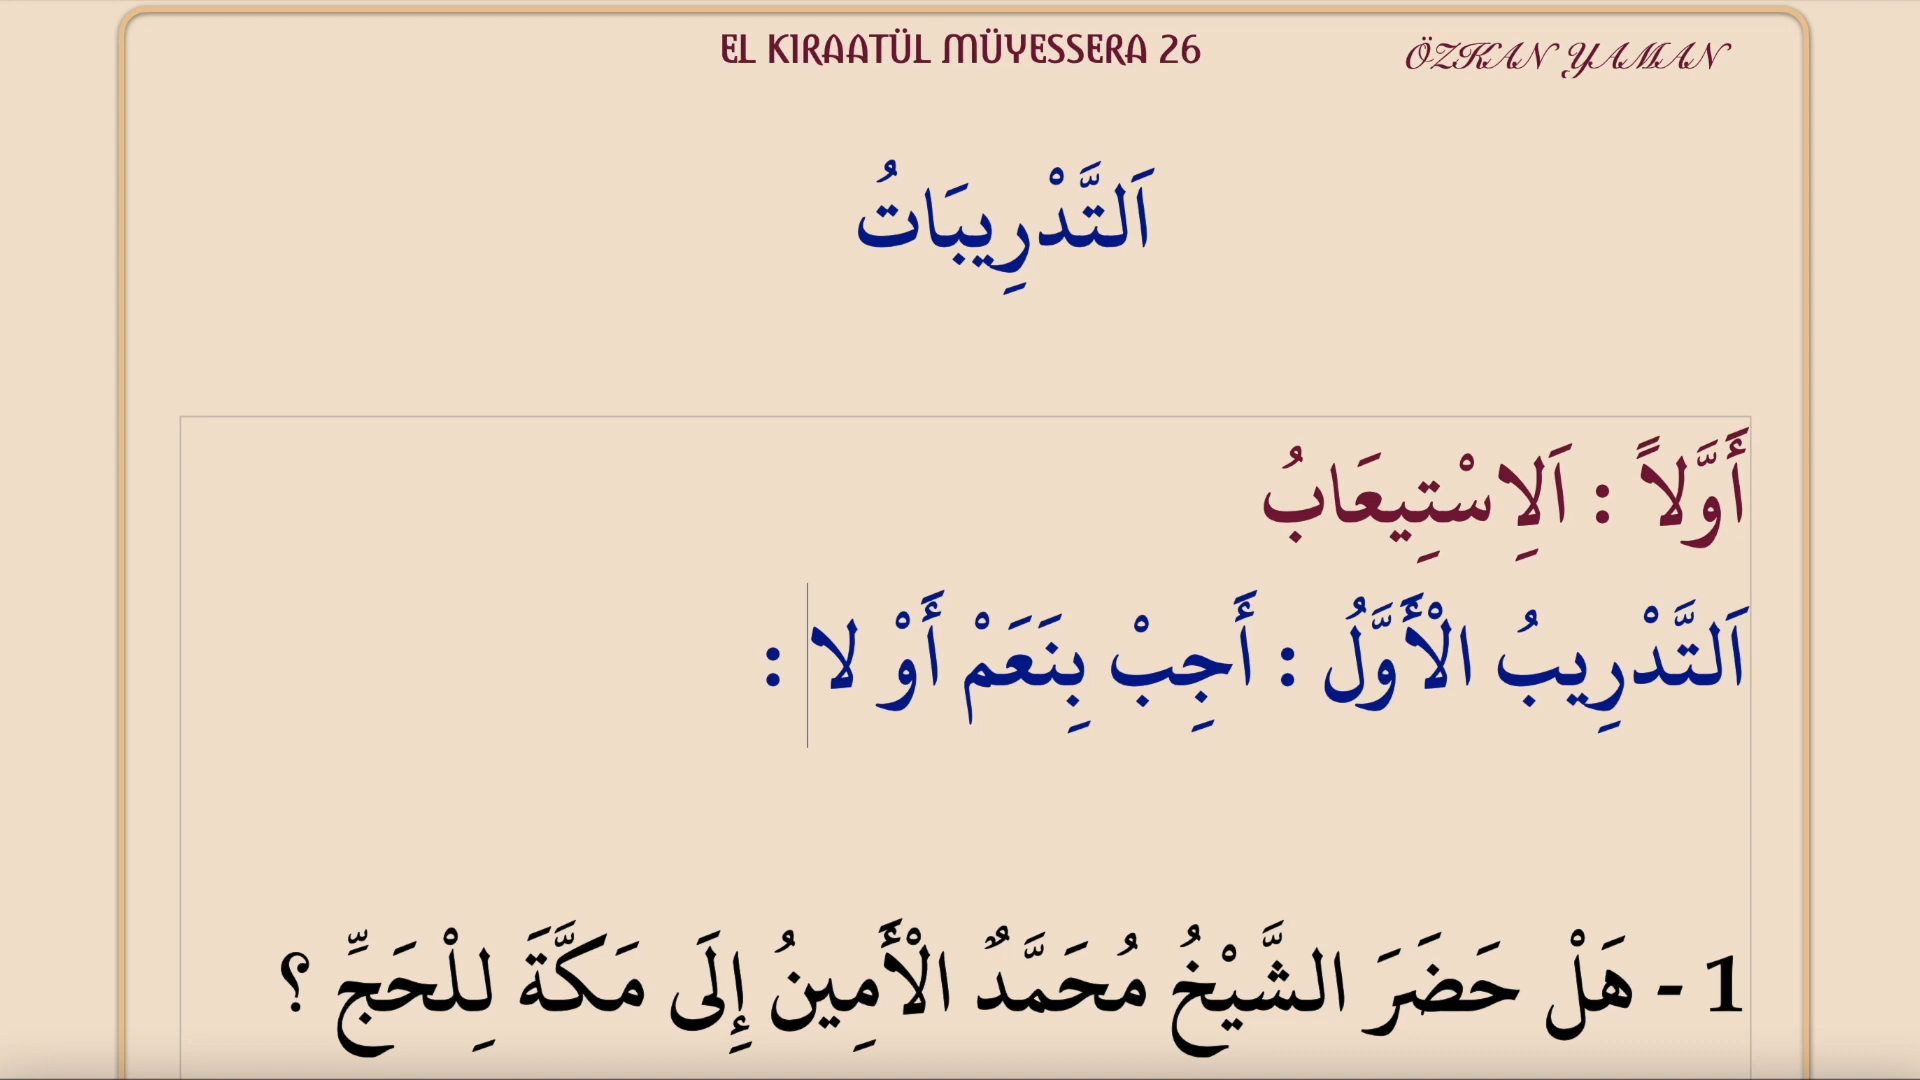 EL KIRAATÜL MÜYESSERA 26
ÖZKAN YAMAN
اَلتَّدْرِيبَاتُ
أَوَّلاً : اَلِاسْتِيعَابُ
اَلتَّدْرِيبُ الْأَوَّلُ : أَجِبْ بِنَعَمْ أَوْ لا :
1 - هَلْ حَضَرَ الشَّيْخُ مُحَمَّدٌ الْأَمِينُ إِلَى مَكَّةَ لِلْحَجِّ ؟